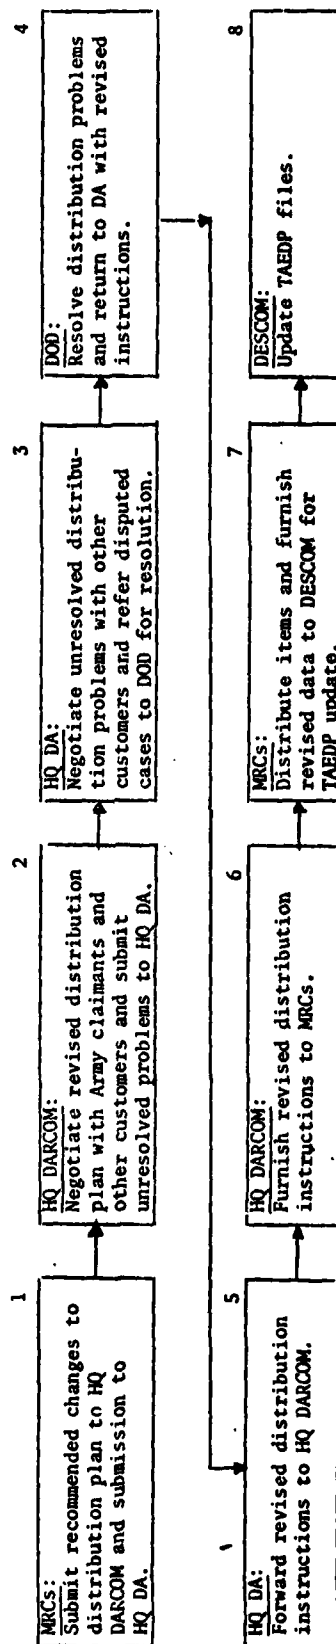 1
MRCs:
Submit recommended changes to
distribution plan to HQ
DARCOM and submission to
HQ DA.
2
HQ DARCOM:
Negotiate revised distribution
plan with Army claimants and
other customers and submit
unresolved problems to HQ DA.
3
HQ DA:
Negotiate unresolved distribu-
tion problems with other
customers and refer disputed
cases to DOD for resolution.
4
DOD:
Resolve distribution problems
and return to DA with revised
instructions.
5
HQ DA:
Forward revised distribution
instructions to HQ DARCOM.
6
HQ DARCOM:
Furnish revised distribution
instructions to MRCs.
7
MRCs:
Distribute items and furnish
revised data to DESCOM for
TAEDP update.
8
DESCOM:
Update TAEDP files.